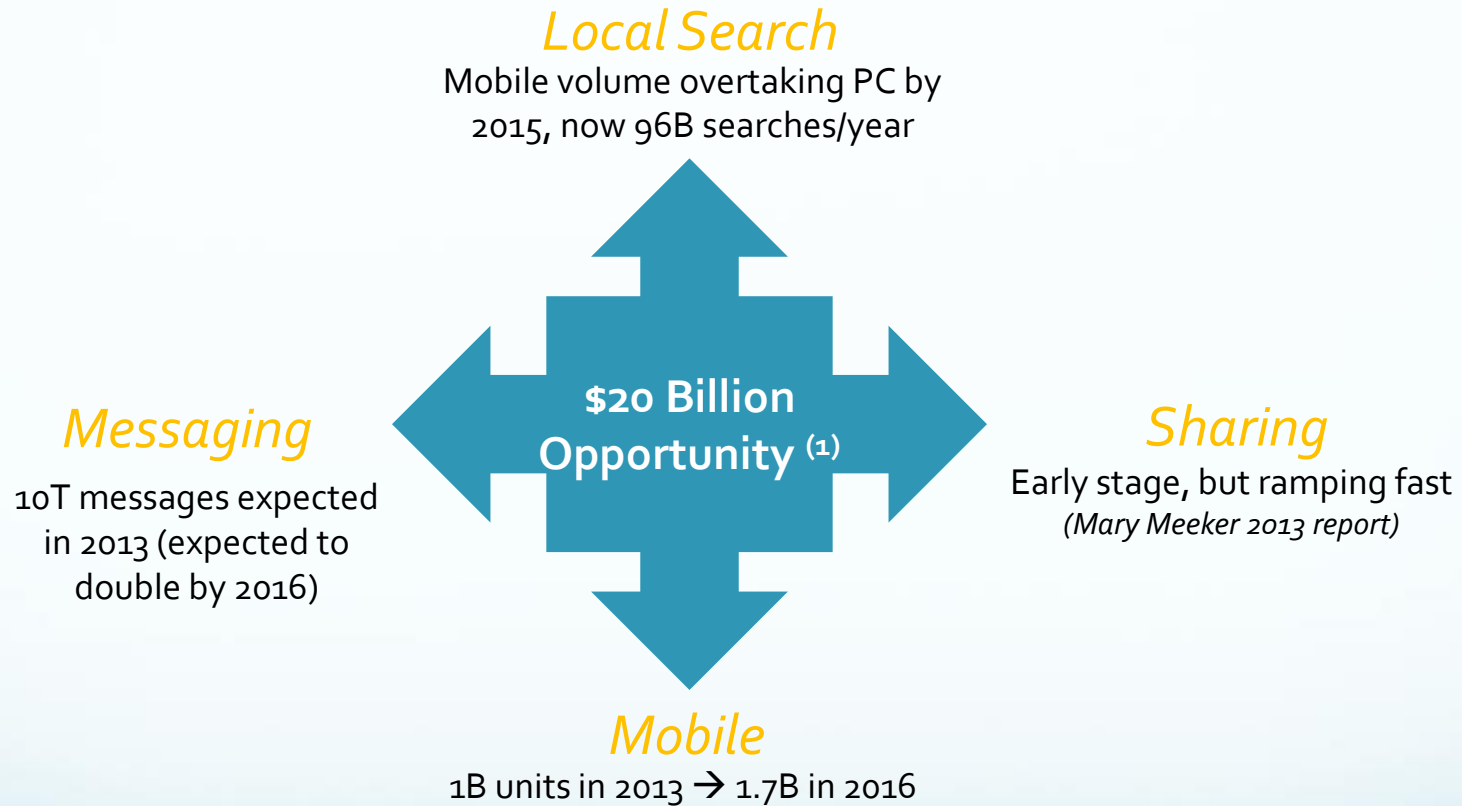 Local Search
Mobile volume overtaking PC by
2015, now 96B searches/year
Messaging
10T messages expected
in 2013 (expected to
double by 2016)
$20 Billion
Opportunity (1)
Sharing
Early stage, but ramping fast
(Mary Meeker 2013 report)
Mobile
1B units in 2013 → 1.7B in 2016